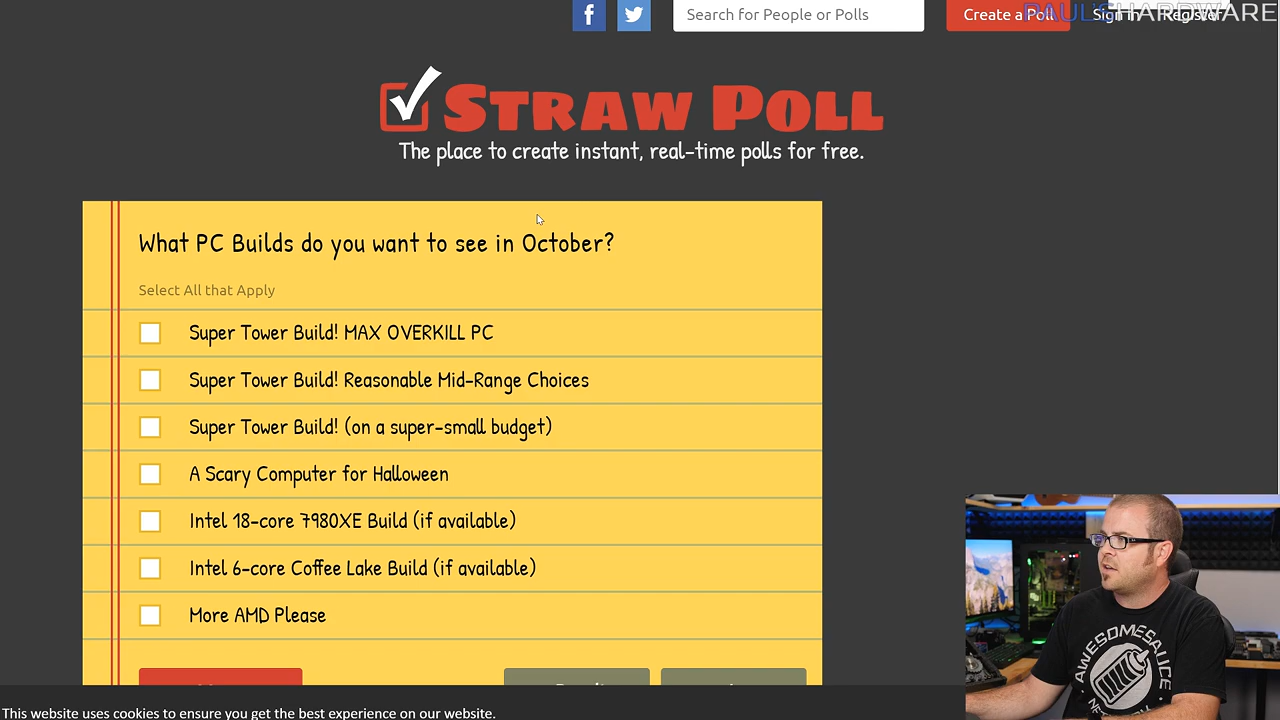 Search for People or Polls
Create a Poll
Sign in
Register
PAUL'S HARDWARE
STRAW POLL
The place to create instant, real-time polls for free.
What PC Builds do you want to see in October?
Select All that Apply
Super Tower Build! MAX OVERKILL PC
Super Tower Build! Reasonable Mid-Range Choices
Super Tower Build! (on a super-small budget)
A Scary Computer for Halloween
Intel 18-core 7980XE Build (if available)
Intel 6-core Coffee Lake Build (if available)
More AMD Please
This website uses cookies to ensure you get the best experience on our website.
AWESOMESAUCE